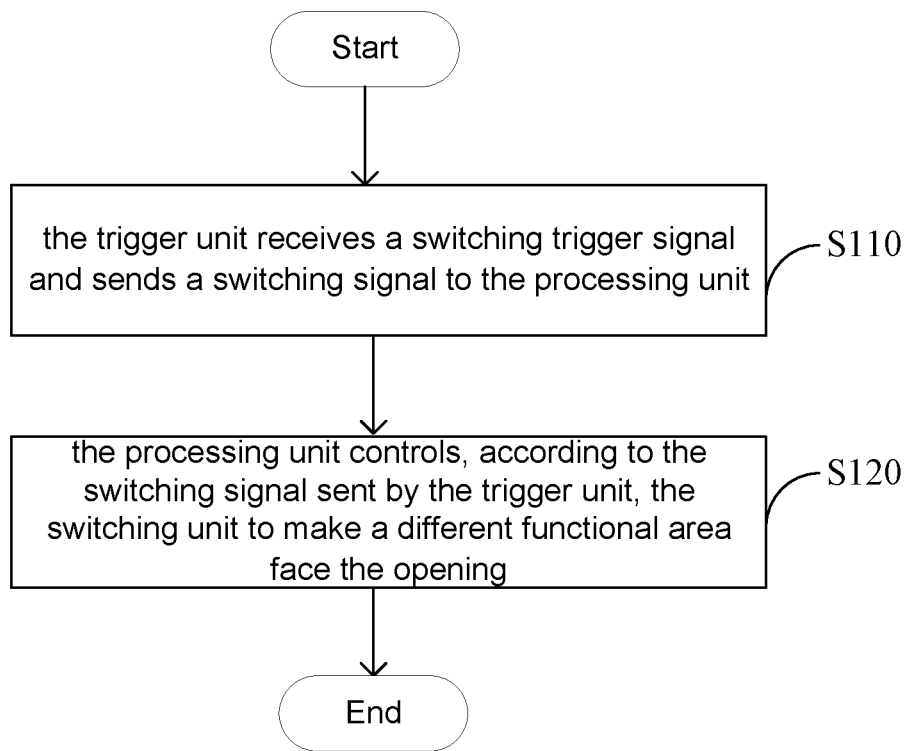 Start
the trigger unit receives a switching trigger signal
and sends a switching signal to the processing unit
S110
the processing unit controls, according to the
switching signal sent by the trigger unit, the
switching unit to make a different functional area
face the opening
S120
End